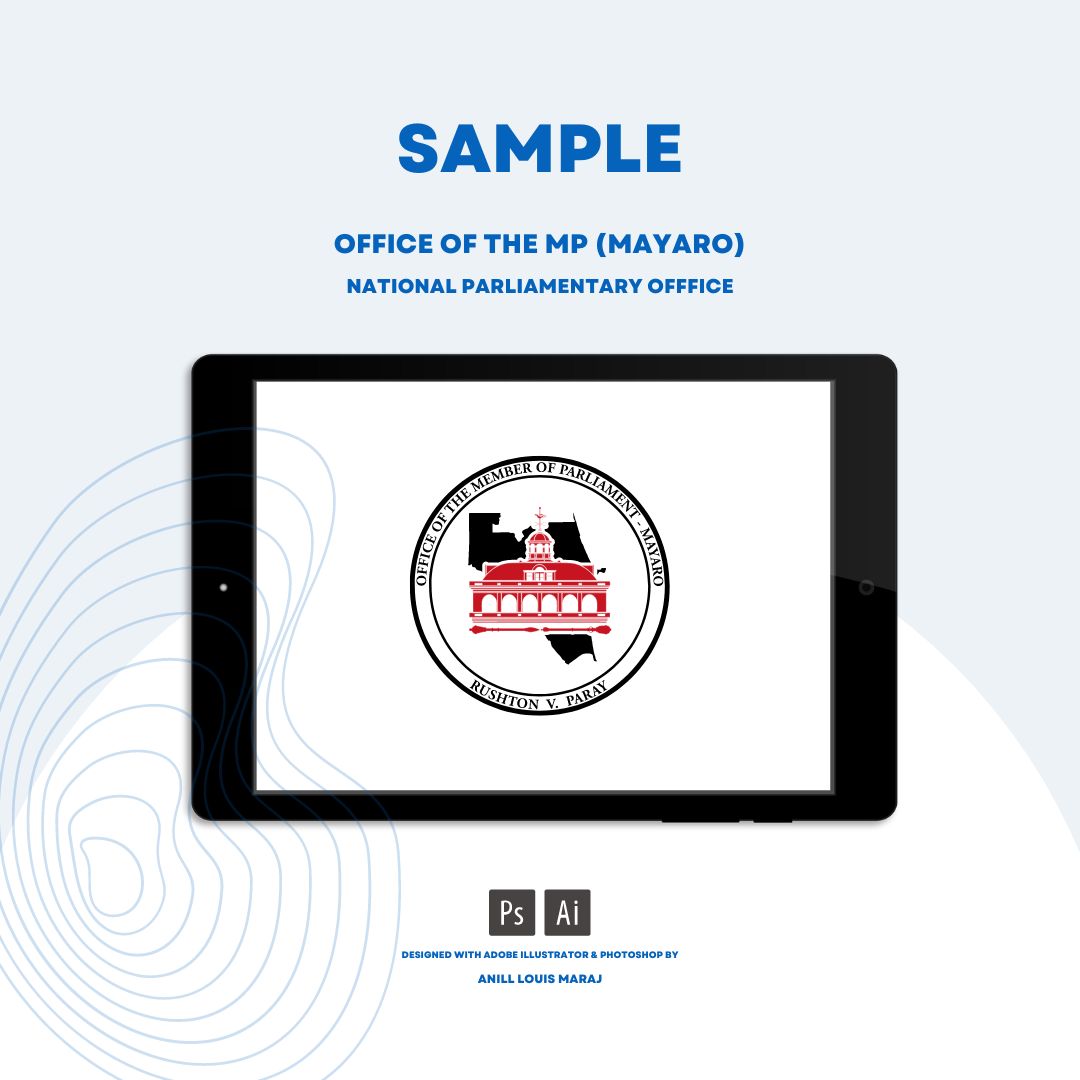 SAMPLE
OFFICE OF THE MP (MAYARO)
NATIONAL PARLIAMENTARY OFFFICE
OFFICE OF THE MEMBER OF PARLIAMENT - MAYARO
RUSHTON V. PARAY
Ps Ai
DESIGNED WITH ADOBE ILLUSTRATOR & PHOTOSHOP BY
ANILL LOUIS MARAJ